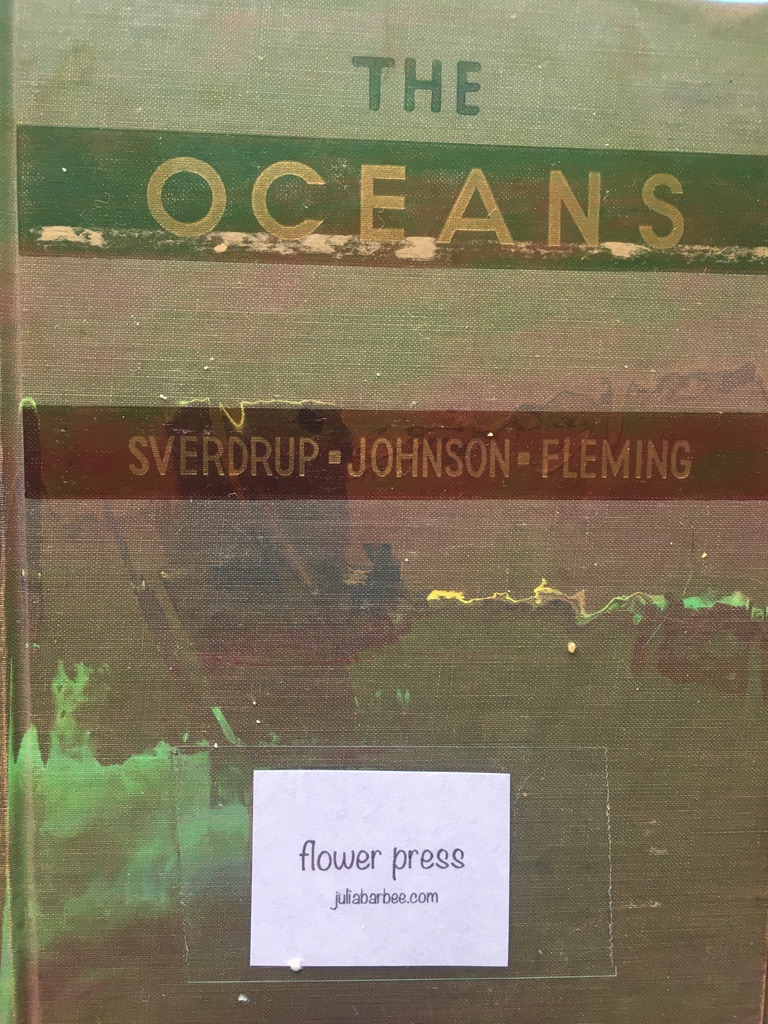 THE
OCEANS
SVERDRUP▪JOHNSON▪FLEMING
flower press
juliabarbee.com